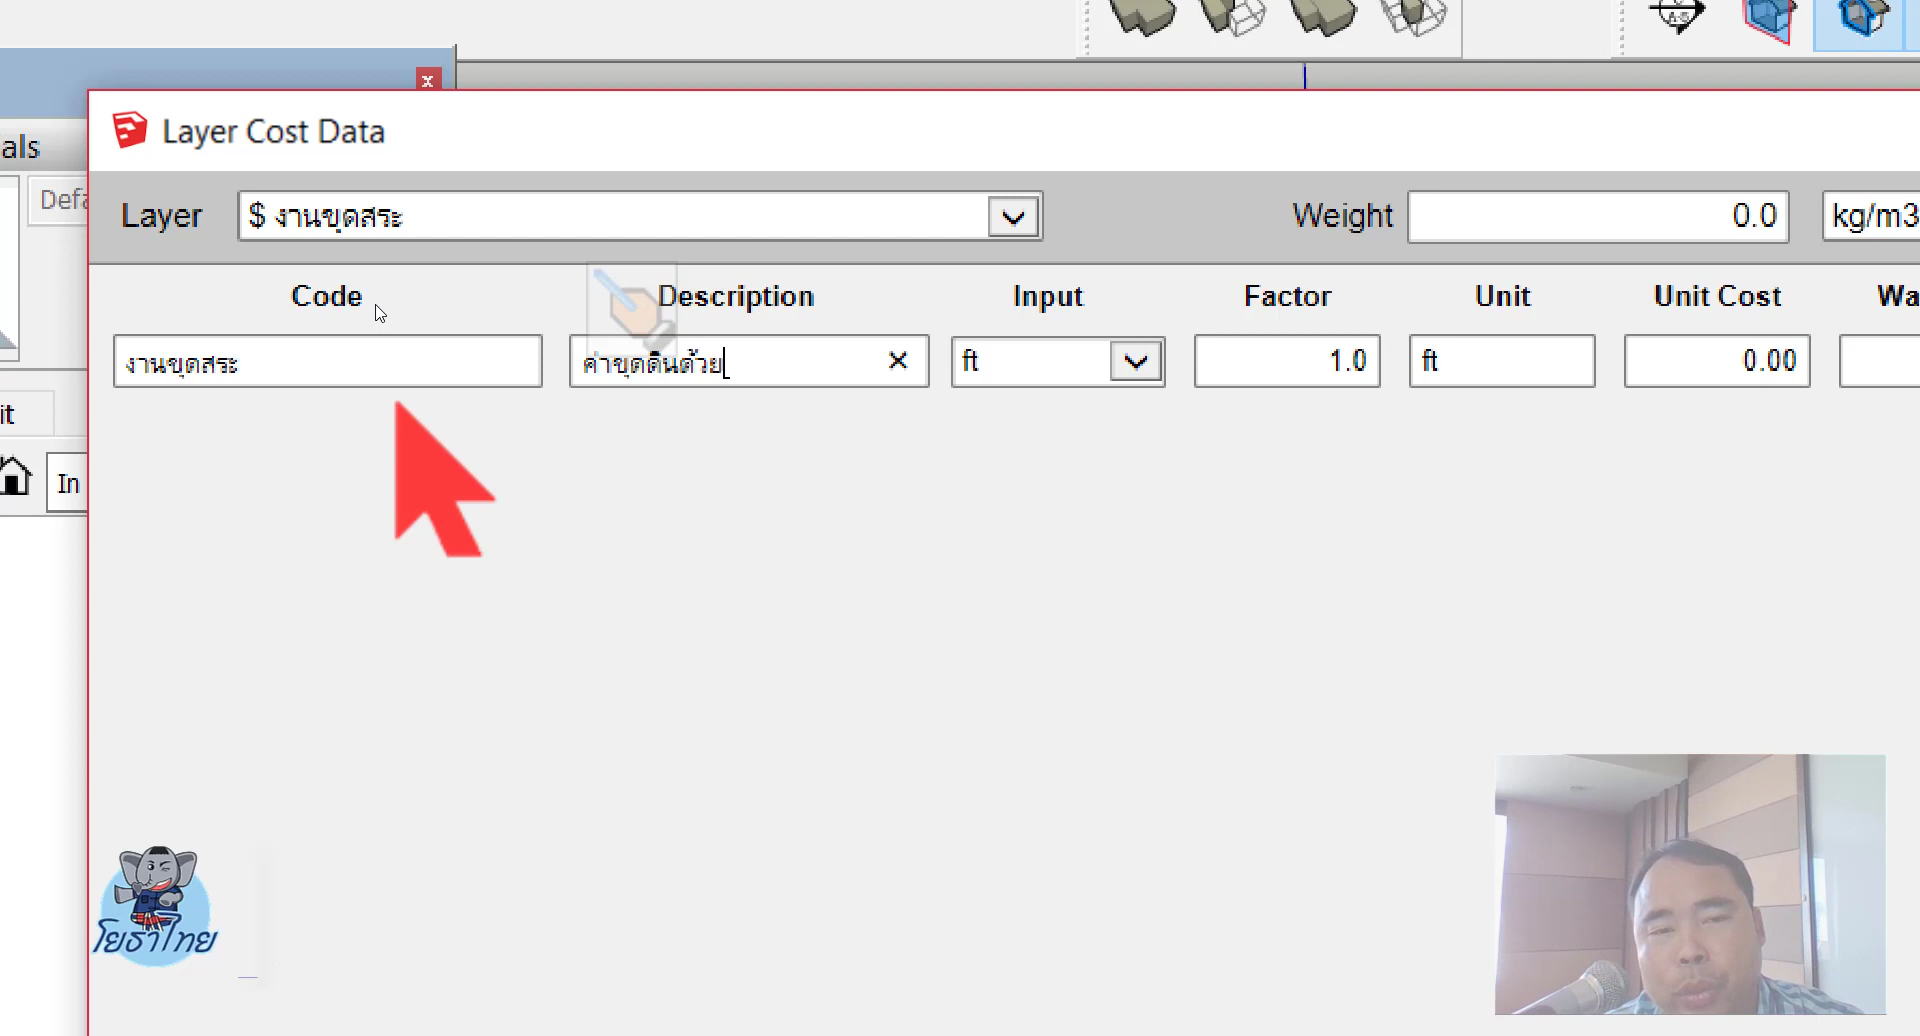 x
A-5
Layer Cost Data
als
Defa
Layer $ งานขุดสระ Weight 0.0 kg/m3
Code Description Input Factor Unit Unit Cost Wa
งานขุดสระ ค่าขุดดินด้วย × ft 1.0 ft 0.00
it
In
โยธาไทย